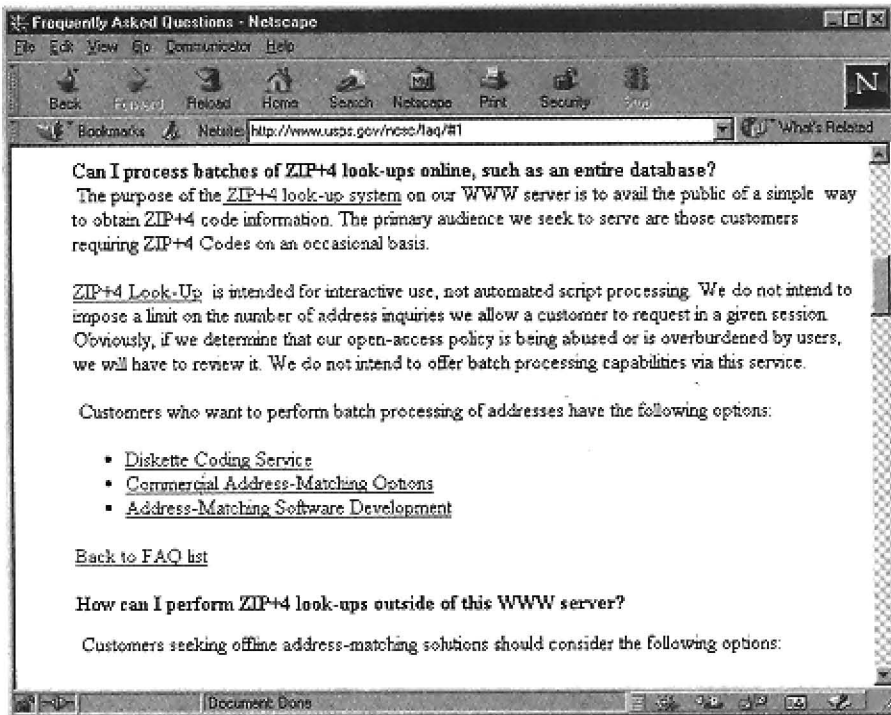 Frequently Asked Questions - Netscape
File Edit View Go Communicator Help
Back Forward Reload Home Search Netscape Print Security Stop
Bookmarks Netsite: http://www.usps.gov/ncsc/faq/#1 What's Related
Can I process batches of ZIP+4 look-ups online, such as an entire database?
The purpose of the ZIP+4 look-up system on our WWW server is to avail the public of a simple way
to obtain ZIP+4 code information. The primary audience we seek to serve are those customers
requiring ZIP+4 Codes on an occasional basis.
ZIP+4 Look-Up is intended for interactive use, not automated script processing. We do not intend to
impose a limit on the number of address inquiries we allow a customer to request in a given session.
Obviously, if we determine that our open-access policy is being abused or is overburdened by users,
we will have to review it. We do not intend to offer batch processing capabilities via this service.
Customers who want to perform batch processing of addresses have the following options:
• Diskette Coding Service
• Commercial Address-Matching Options
• Address-Matching Software Development
Back to FAQ list
How can I perform ZIP+4 look-ups outside of this WWW server?
Customers seeking offline address-matching solutions should consider the following options:
Document: Done